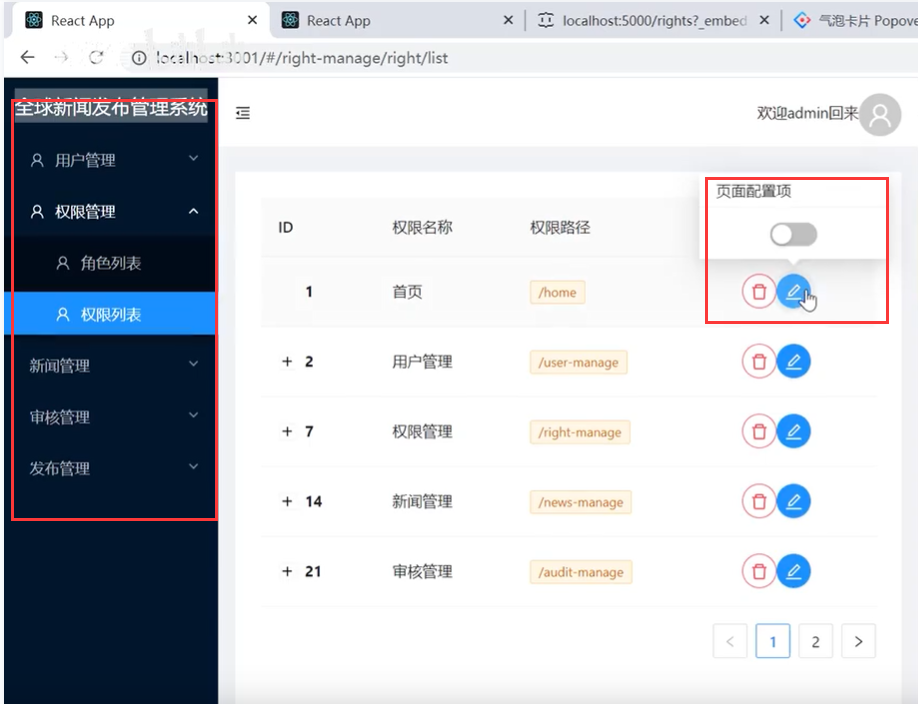 React App
React App
localhost:5000/rights?_embed
气泡卡片 Popove
localhost:3001/#/right-manage/right/list
全球新闻发布管理系统
欢迎admin回来
用户管理
权限管理
角色列表
权限列表
新闻管理
审核管理
发布管理
页面配置项
ID 权限名称 权限路径
1 首页 /home
+ 2 用户管理 /user-manage
+ 7 权限管理 /right-manage
+ 14 新闻管理 /news-manage
+ 21 审核管理 /audit-manage
< 1 2 >